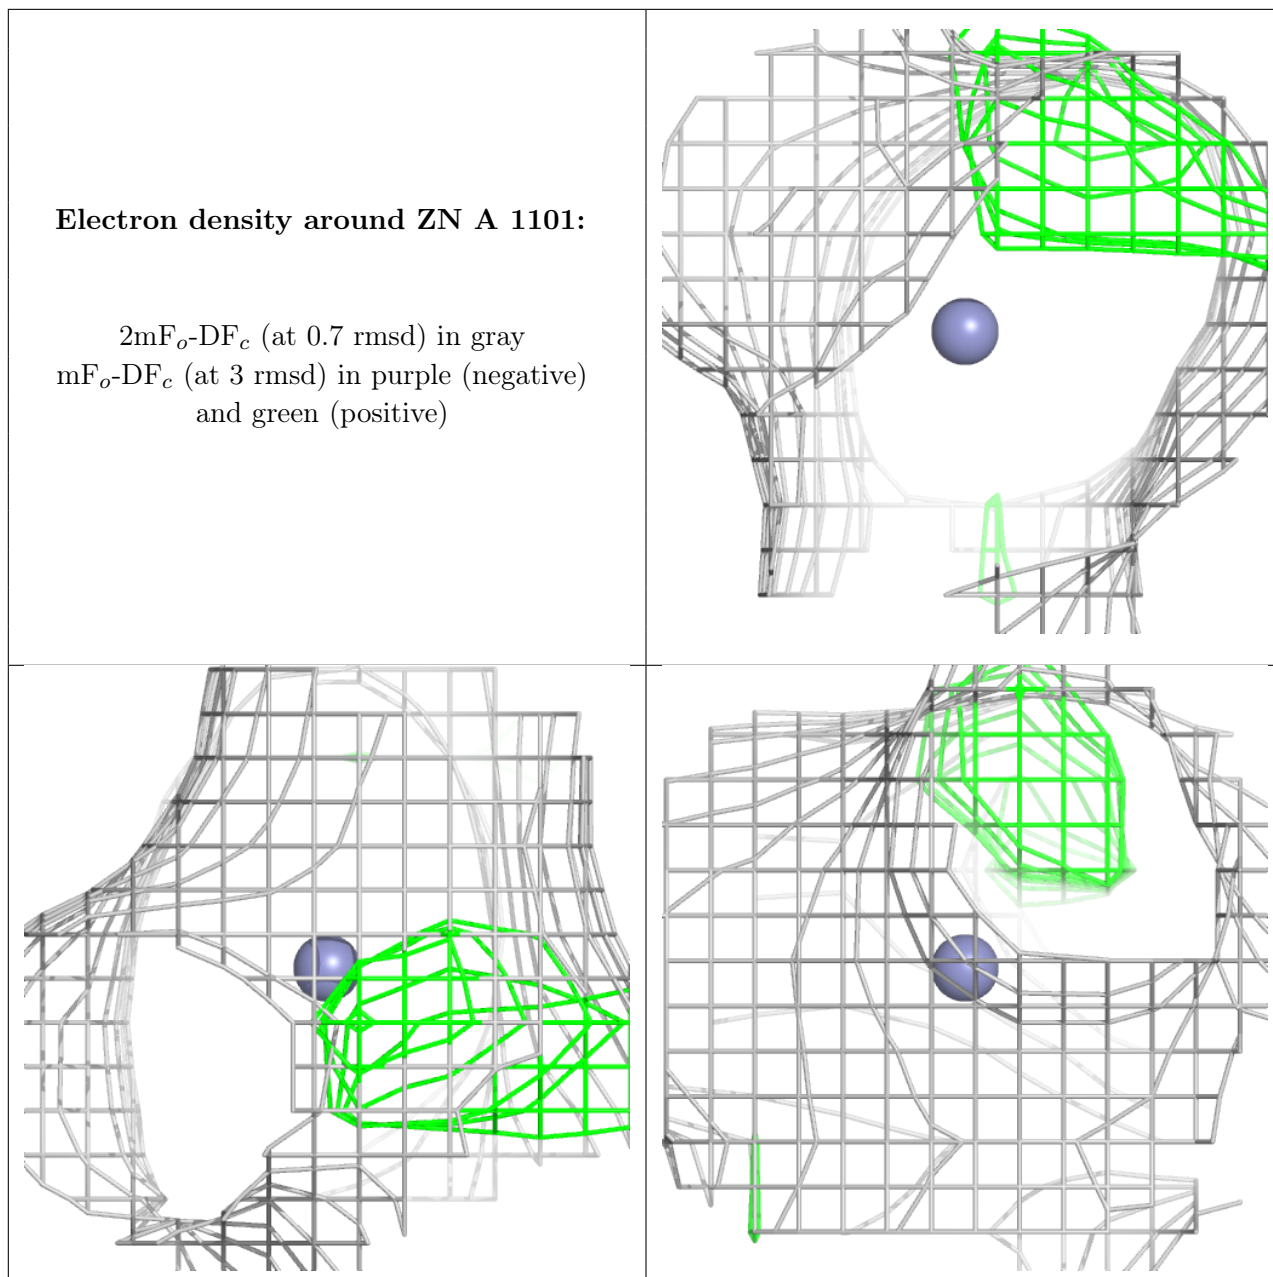 Electron density around ZN A 1101:
2mFo-DFc (at 0.7 rmsd) in gray
mFo-DFc (at 3 rmsd) in purple (negative)
and green (positive)